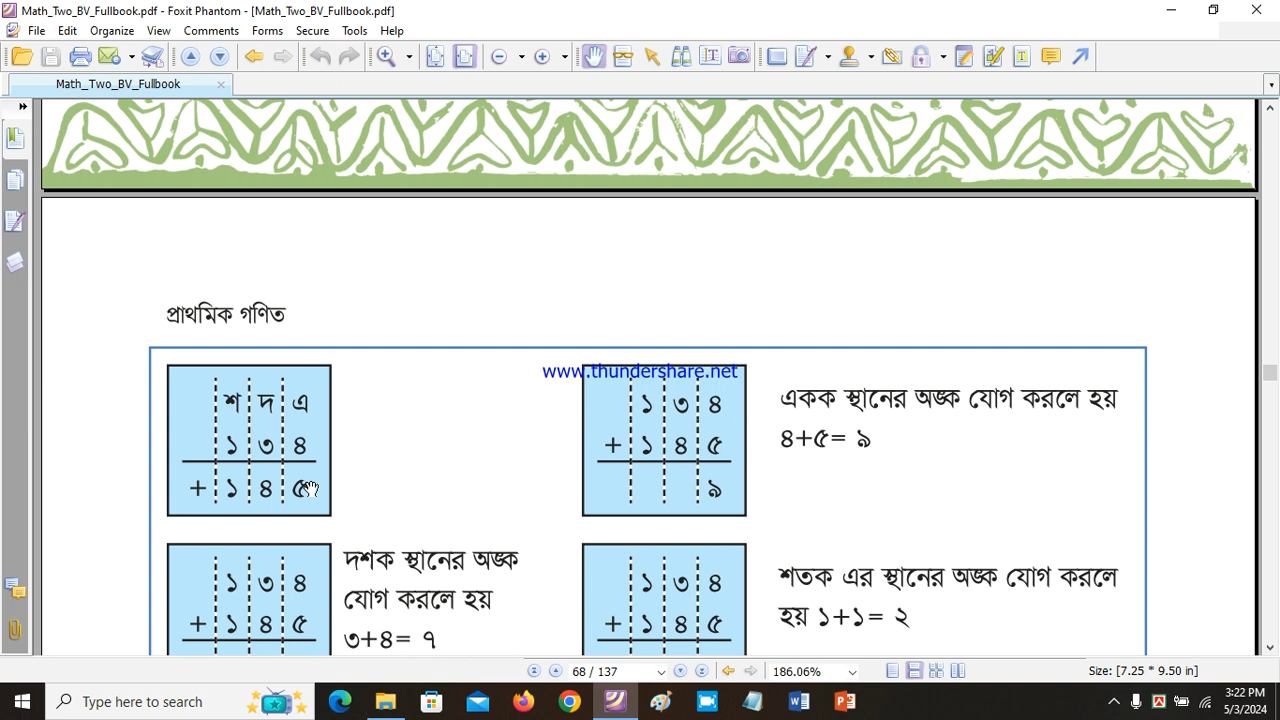 Math_Two_BV_Fullbook.pdf - Foxit Phantom - [Math_Two_BV_Fullbook.pdf]
File Edit Organize View Comments Forms Secure Tools Help
Math_Two_BV_Fullbook
প্রাথমিক গণিত
www.thundershare.net
শ দ এ
১ ৩ ৪
+ ১ ৪ ৫
১ ৩ ৪
+ ১ ৪ ৫
৯
একক স্থানের অঙ্ক যোগ করলে হয়
৪+৫= ৯
১ ৩ ৪
+ ১ ৪ ৫
দশক স্থানের অঙ্ক
যোগ করলে হয়
৩+৪= ৭
১ ৩ ৪
+ ১ ৪ ৫
শতক এর স্থানের অঙ্ক যোগ করলে
হয় ১+১= ২
68 / 137
186.06%
Size: [7.25 * 9.50 in]
Type here to search
3:22 PM
5/3/2024